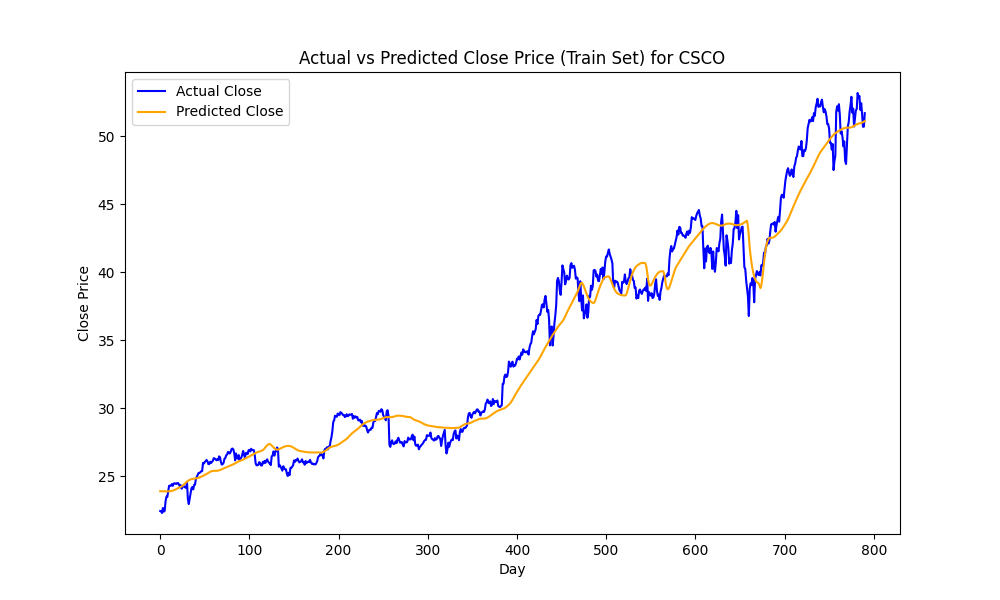 Actual vs Predicted Close Price (Train Set) for CSCO
Actual Close
Predicted Close
50
45
40
35
30
25
Close Price
0 100 200 300 400 500 600 700 800
Day